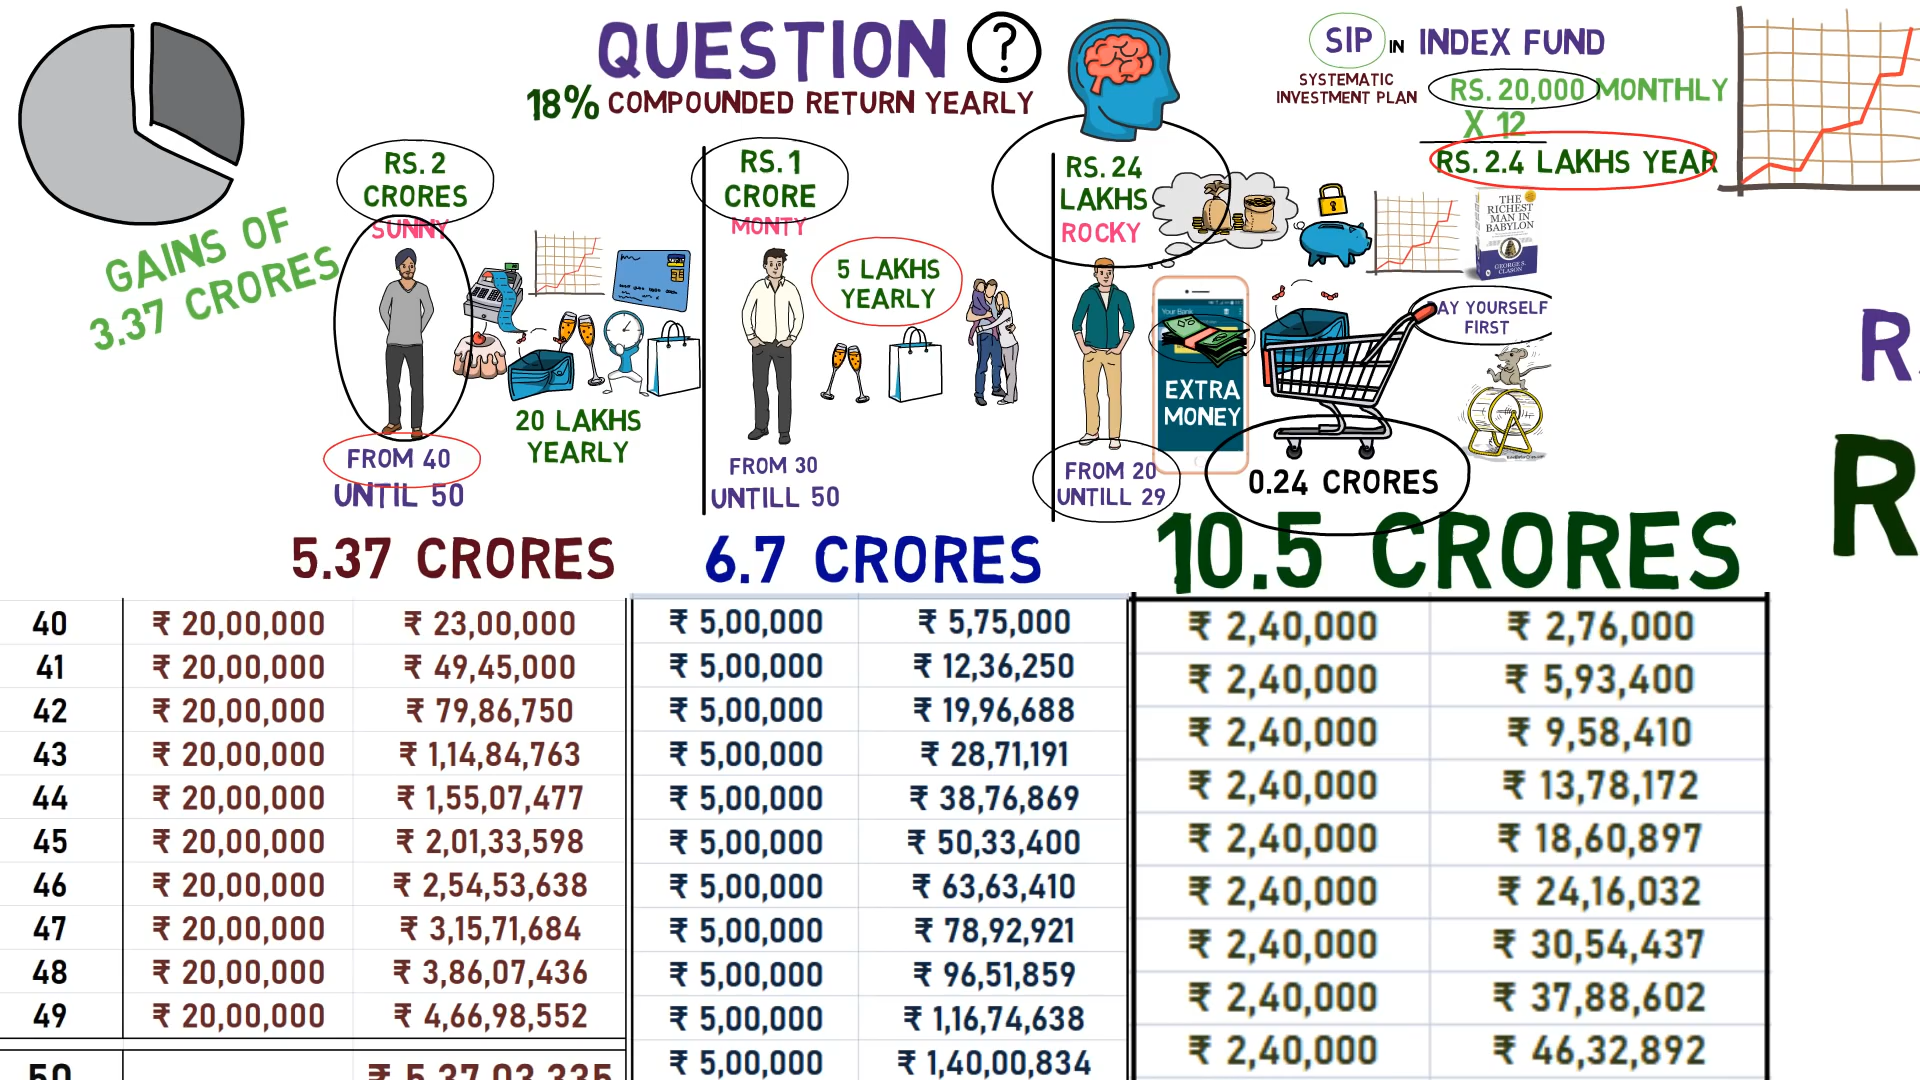 QUESTION ?
18% COMPOUNDED RETURN YEARLY
SIP IN INDEX FUND
SYSTEMATIC
INVESTMENT PLAN
RS. 20,000 MONTHLY
X 12
RS. 2.4 LAKHS YEAR
GAINS OF
3.37 CRORES
RS. 2
CRORES
SUNNY
20 LAKHS
YEARLY
FROM 40
UNTIL 50
RS. 1
CRORE
MONTY
5 LAKHS
YEARLY
FROM 30
UNTILL 50
RS. 24
LAKHS
ROCKY
EXTRA
MONEY
FROM 20
UNTILL 29
THE
RICHEST
MAN IN
BABYLON
GEORGE S.
CLASON
AY YOURSELF
FIRST
0.24 CRORES
R
R
5.37 CRORES
6.7 CRORES
10.5 CRORES
40 ₹ 20,00,000 ₹ 23,00,000
41 ₹ 20,00,000 ₹ 49,45,000
42 ₹ 20,00,000 ₹ 79,86,750
43 ₹ 20,00,000 ₹ 1,14,84,763
44 ₹ 20,00,000 ₹ 1,55,07,477
45 ₹ 20,00,000 ₹ 2,01,33,598
46 ₹ 20,00,000 ₹ 2,54,53,638
47 ₹ 20,00,000 ₹ 3,15,71,684
48 ₹ 20,00,000 ₹ 3,86,07,436
49 ₹ 20,00,000 ₹ 4,66,98,552
50 ₹ 5,37,03,335
₹ 5,00,000 ₹ 5,75,000
₹ 5,00,000 ₹ 12,36,250
₹ 5,00,000 ₹ 19,96,688
₹ 5,00,000 ₹ 28,71,191
₹ 5,00,000 ₹ 38,76,869
₹ 5,00,000 ₹ 50,33,400
₹ 5,00,000 ₹ 63,63,410
₹ 5,00,000 ₹ 78,92,921
₹ 5,00,000 ₹ 96,51,859
₹ 5,00,000 ₹ 1,16,74,638
₹ 5,00,000 ₹ 1,40,00,834
₹ 2,40,000 ₹ 2,76,000
₹ 2,40,000 ₹ 5,93,400
₹ 2,40,000 ₹ 9,58,410
₹ 2,40,000 ₹ 13,78,172
₹ 2,40,000 ₹ 18,60,897
₹ 2,40,000 ₹ 24,16,032
₹ 2,40,000 ₹ 30,54,437
₹ 2,40,000 ₹ 37,88,602
₹ 2,40,000 ₹ 46,32,892